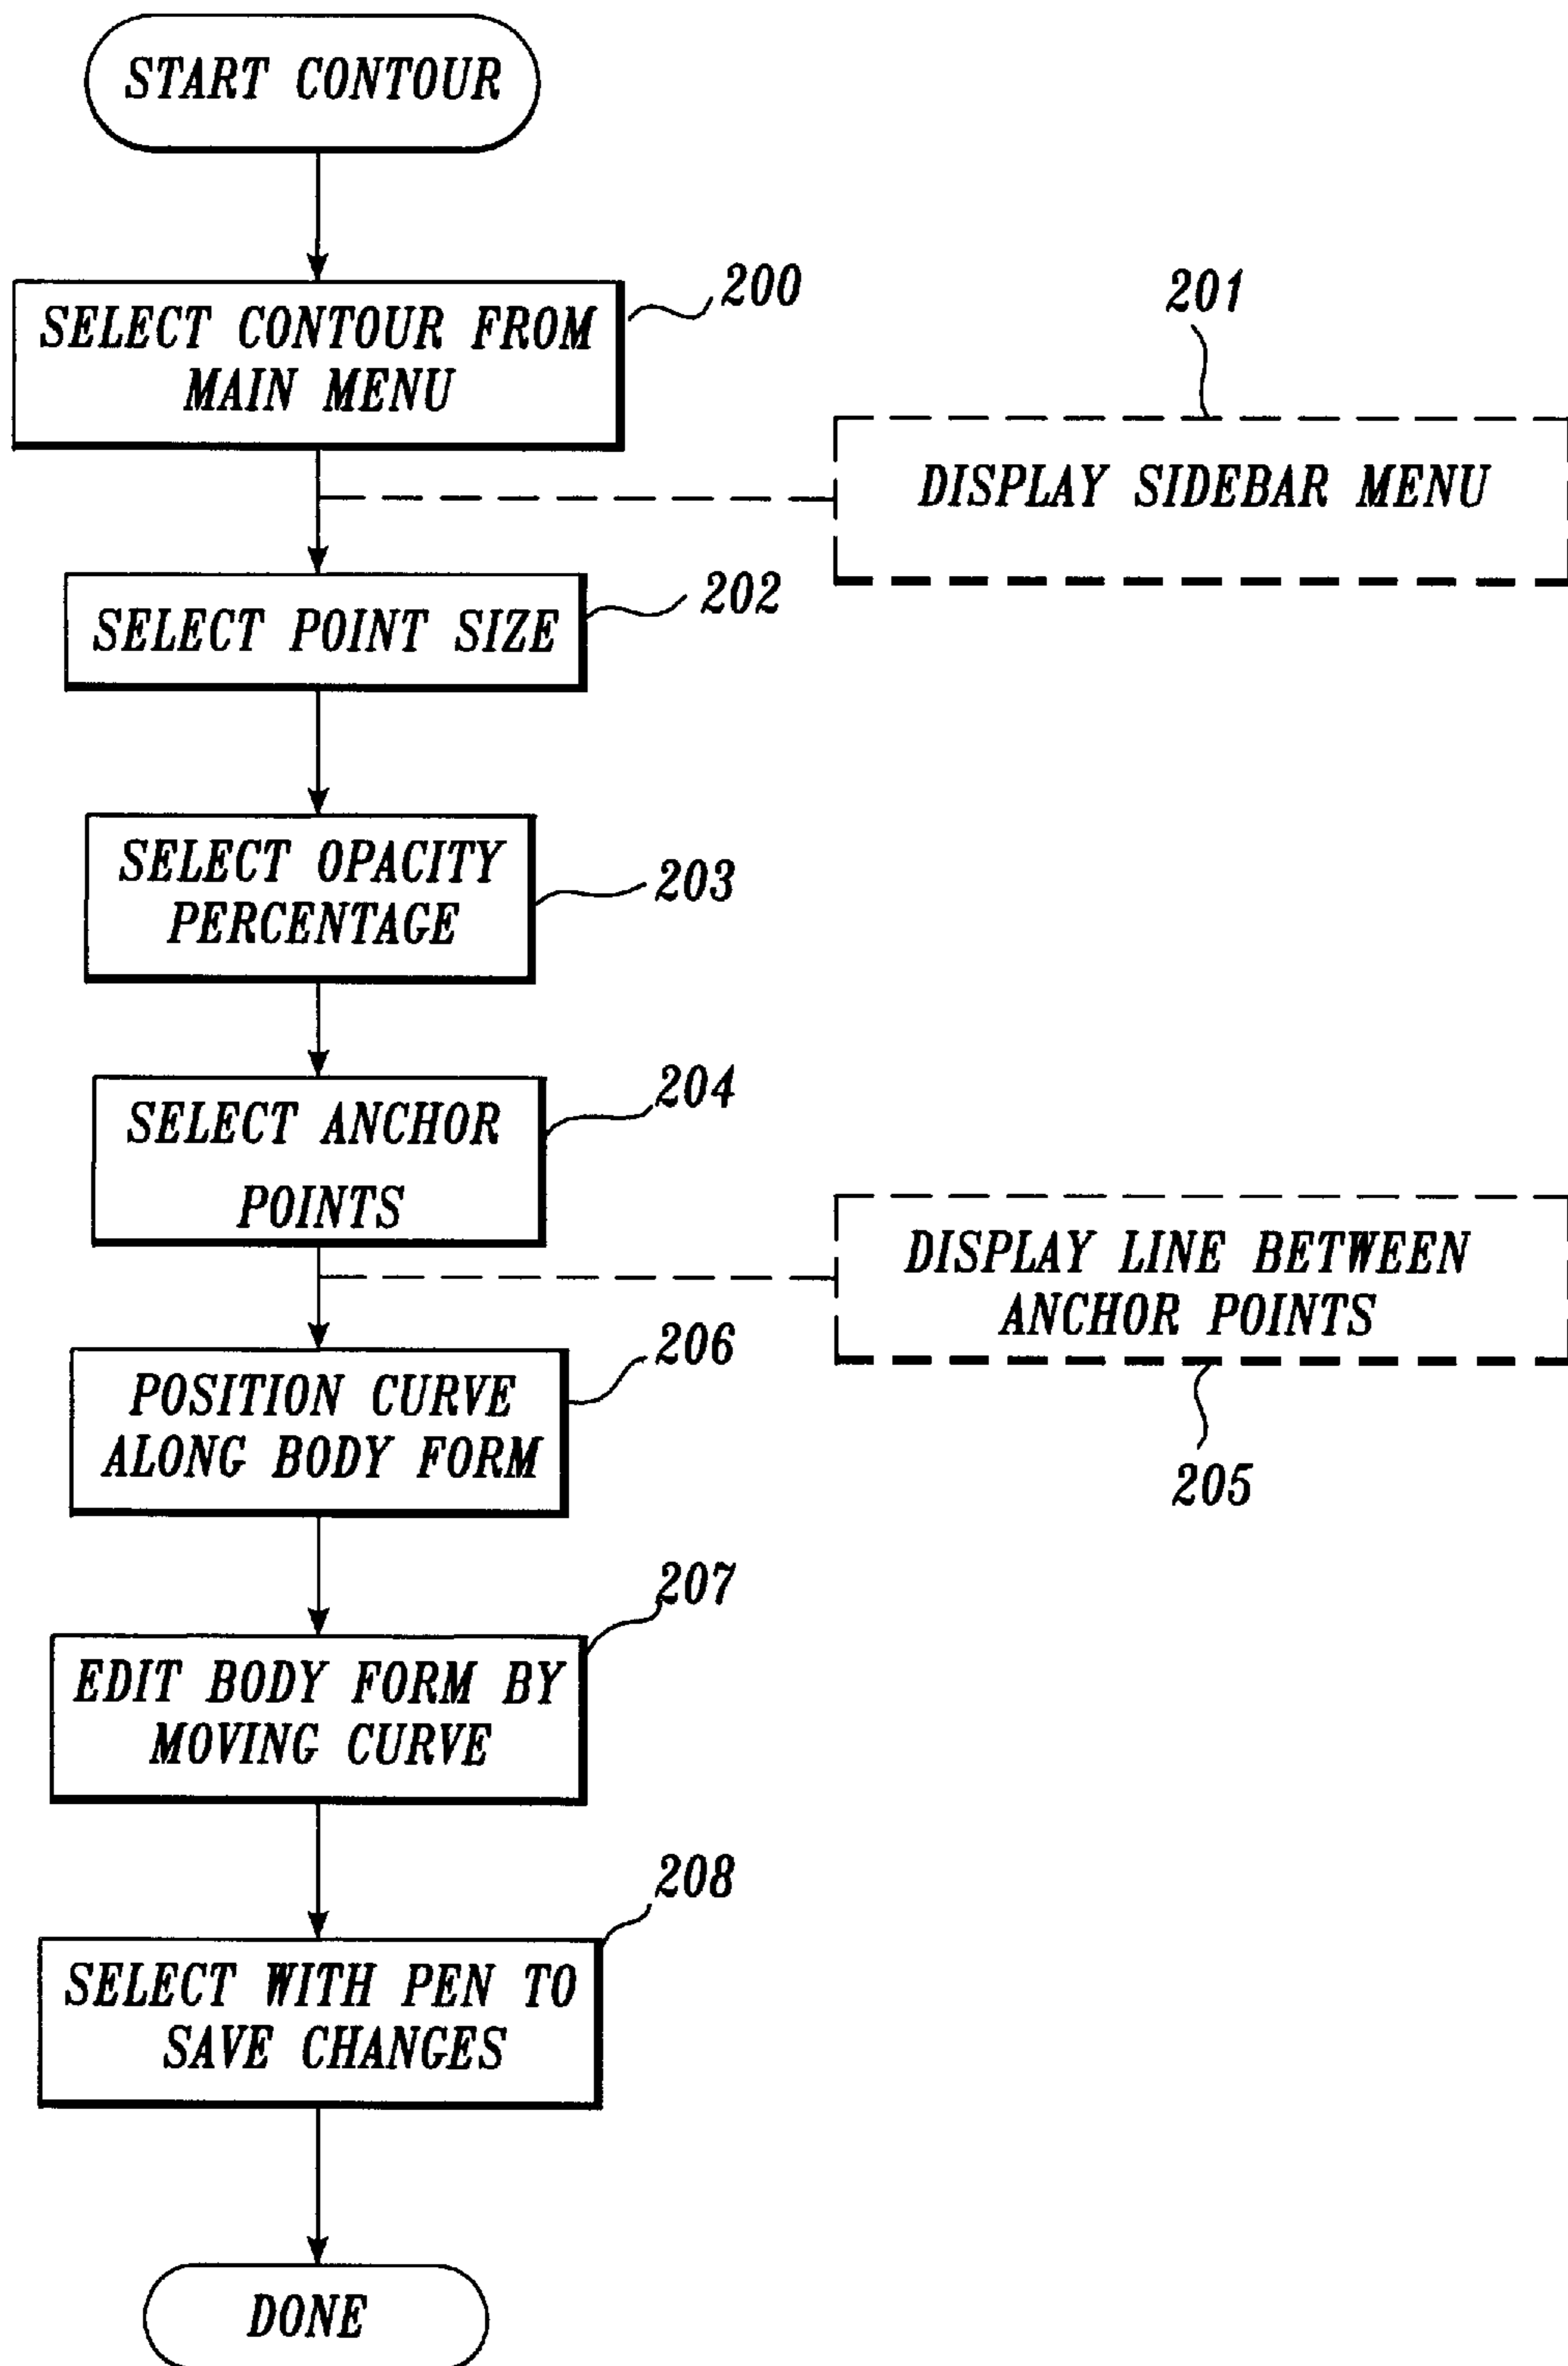 START CONTOUR
200
SELECT CONTOUR FROM
MAIN MENU
201
DISPLAY SIDEBAR MENU
202
SELECT POINT SIZE
SELECT OPACITY
PERCENTAGE
203
204
SELECT ANCHOR
POINTS
DISPLAY LINE BETWEEN
ANCHOR POINTS
205
206
POSITION CURVE
ALONG BODY FORM
207
EDIT BODY FORM BY
MOVING CURVE
208
SELECT WITH PEN TO
SAVE CHANGES
DONE